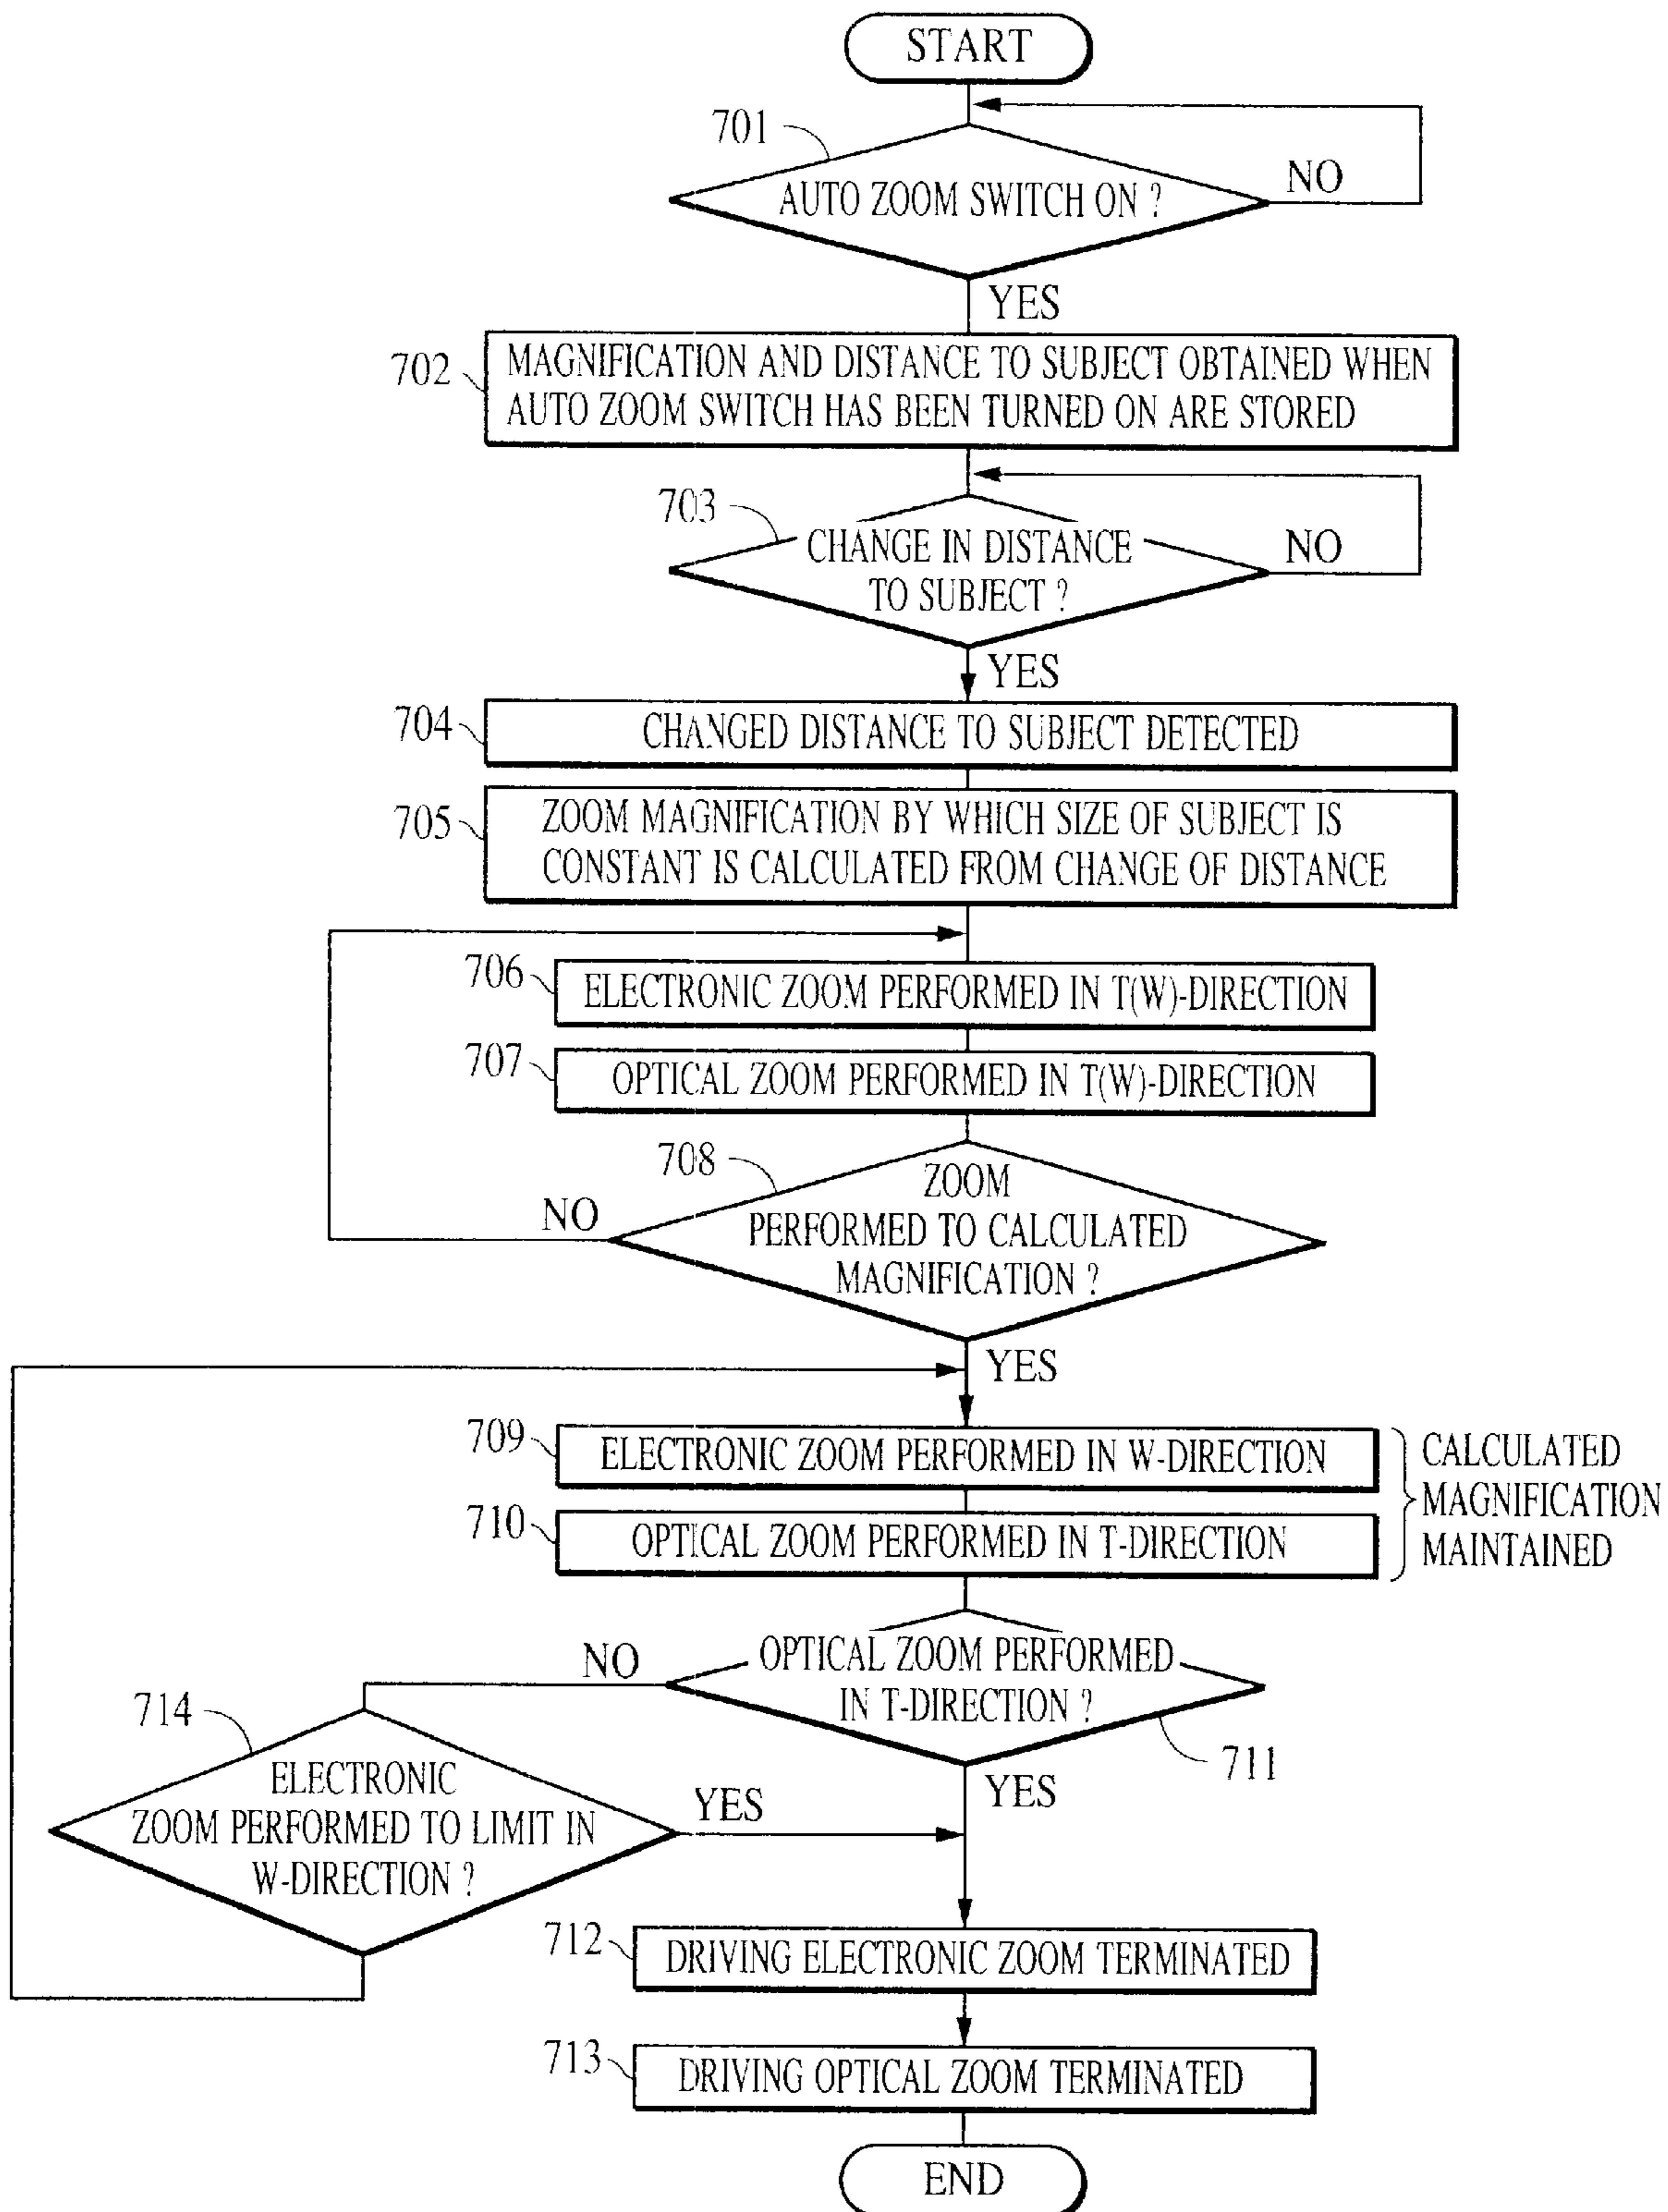 START
701
AUTO ZOOM SWITCH ON ?
NO
YES
702
MAGNIFICATION AND DISTANCE TO SUBJECT OBTAINED WHEN
AUTO ZOOM SWITCH HAS BEEN TURNED ON ARE STORED
703
CHANGE IN DISTANCE
TO SUBJECT ?
NO
YES
704
CHANGED DISTANCE TO SUBJECT DETECTED
705
ZOOM MAGNIFICATION BY WHICH SIZE OF SUBJECT IS
CONSTANT IS CALCULATED FROM CHANGE OF DISTANCE
706
ELECTRONIC ZOOM PERFORMED IN T(W)-DIRECTION
707
OPTICAL ZOOM PERFORMED IN T(W)-DIRECTION
708
ZOOM
PERFORMED TO CALCULATED
MAGNIFICATION ?
NO
YES
709
ELECTRONIC ZOOM PERFORMED IN W-DIRECTION
710
OPTICAL ZOOM PERFORMED IN T-DIRECTION
CALCULATED
MAGNIFICATION
MAINTAINED
OPTICAL ZOOM PERFORMED
IN T-DIRECTION ?
711
NO
YES
714
ELECTRONIC
ZOOM PERFORMED TO LIMIT IN
W-DIRECTION ?
YES
712
DRIVING ELECTRONIC ZOOM TERMINATED
713
DRIVING OPTICAL ZOOM TERMINATED
END